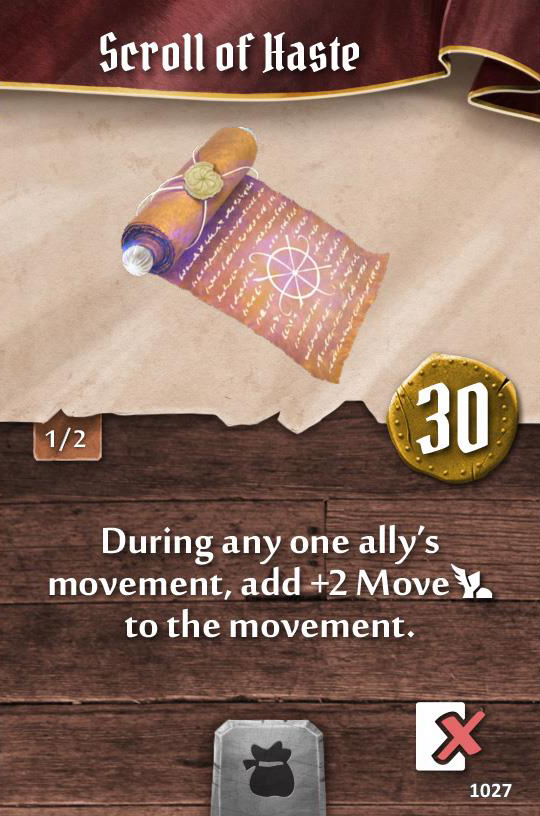 Scroll of Haste
30
1/2
During any one ally's
movement, add +2 Move
to the movement.
1027